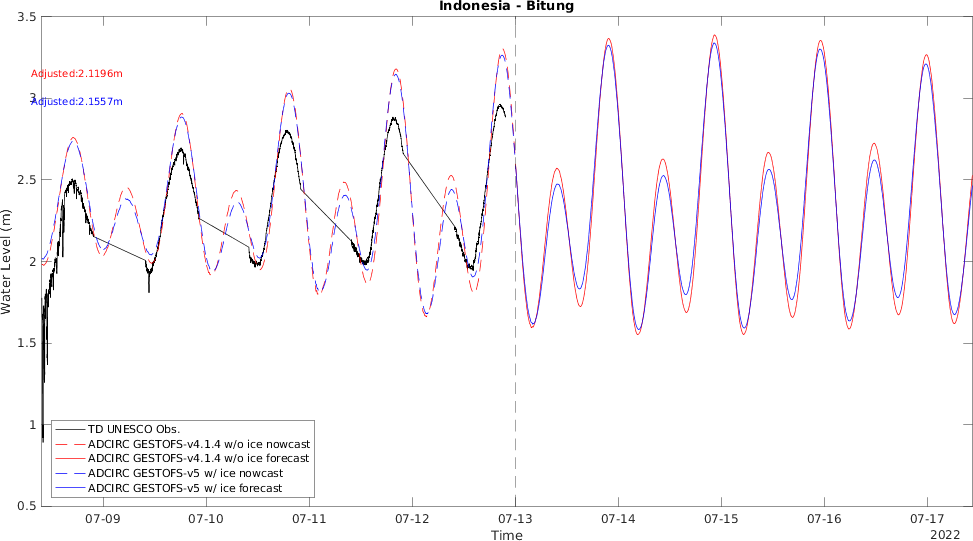 Indonesia - Bitung
3.5
3
2.5
2
1.5
1
0.5
Water Level (m)
Adjusted:2.1196m
Adjusted:2.1557m
TD UNESCO Obs.
ADCIRC GESTOFS-v4.1.4 w/o ice nowcast
ADCIRC GESTOFS-v4.1.4 w/o ice forecast
ADCIRC GESTOFS-v5 w/ ice nowcast
ADCIRC GESTOFS-v5 w/ ice forecast
07-09 07-10 07-11 07-12 07-13 07-14 07-15 07-16 07-17
Time
2022